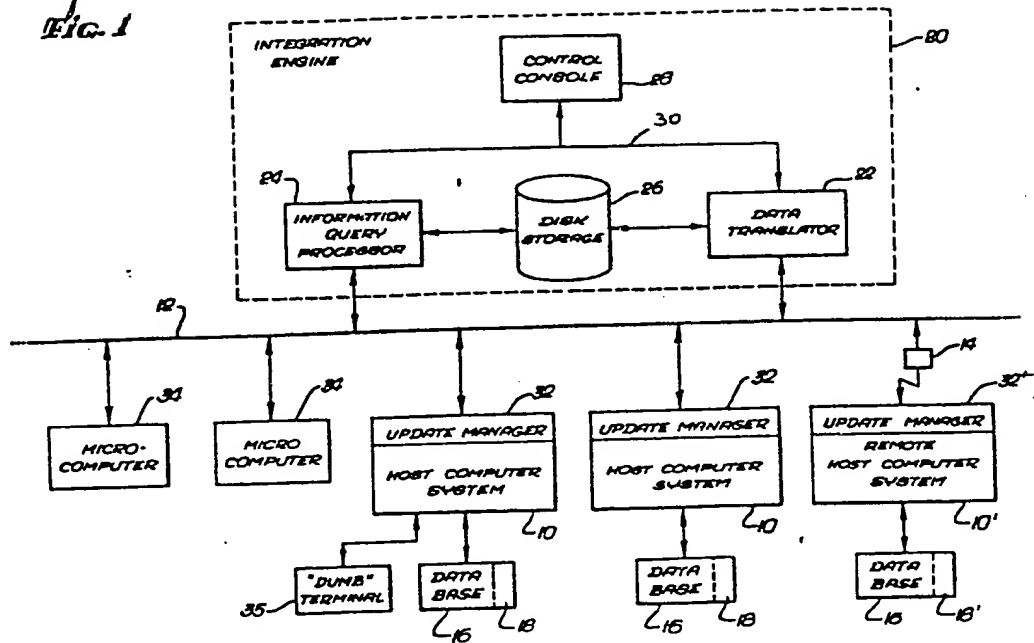 Fig. 1
INTEGRATION
ENGINE
20
CONTROL
CONSOLE
28
30
24
INFORMATION
QUERY
PROCESSOR
DISK
STORAGE
26
22
DATA
TRANSLATOR
12
14
34
MICRO-
COMPUTER
34
MICRO
COMPUTER
32
UPDATE MANAGER
HOST COMPUTER
SYSTEM
10
32
UPDATE MANAGER
HOST COMPUTER
SYSTEM
10
32'
UPDATE MANAGER
REMOTE
HOST COMPUTER
SYSTEM
10'
"DUMB"
TERMINAL
35
DATA
BASE
16
18
DATA
BASE
16
18
DATA
BASE
16
18'